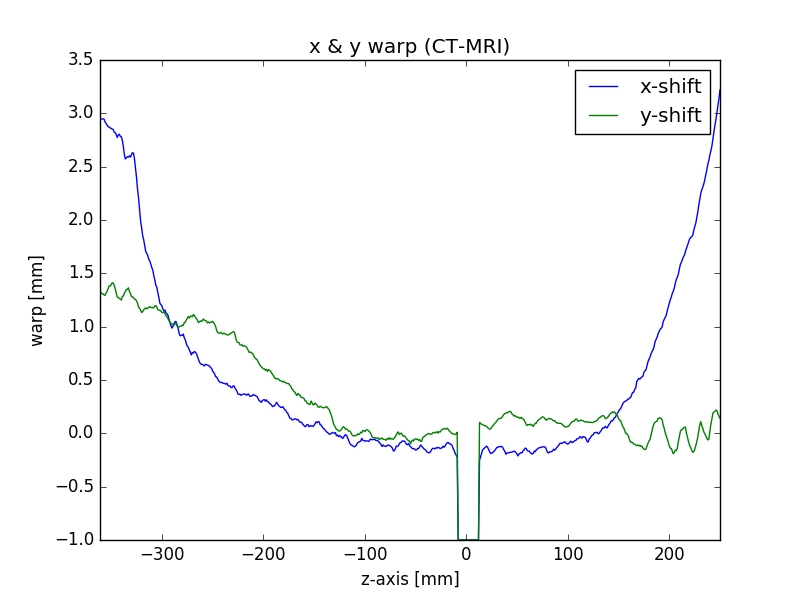 x & y warp (CT-MRI)
3.5
3.0
2.5
2.0
1.5
1.0
0.5
0.0
−0.5
−1.0
warp [mm]
x-shift
y-shift
−300 −200 −100 0 100 200
z-axis [mm]